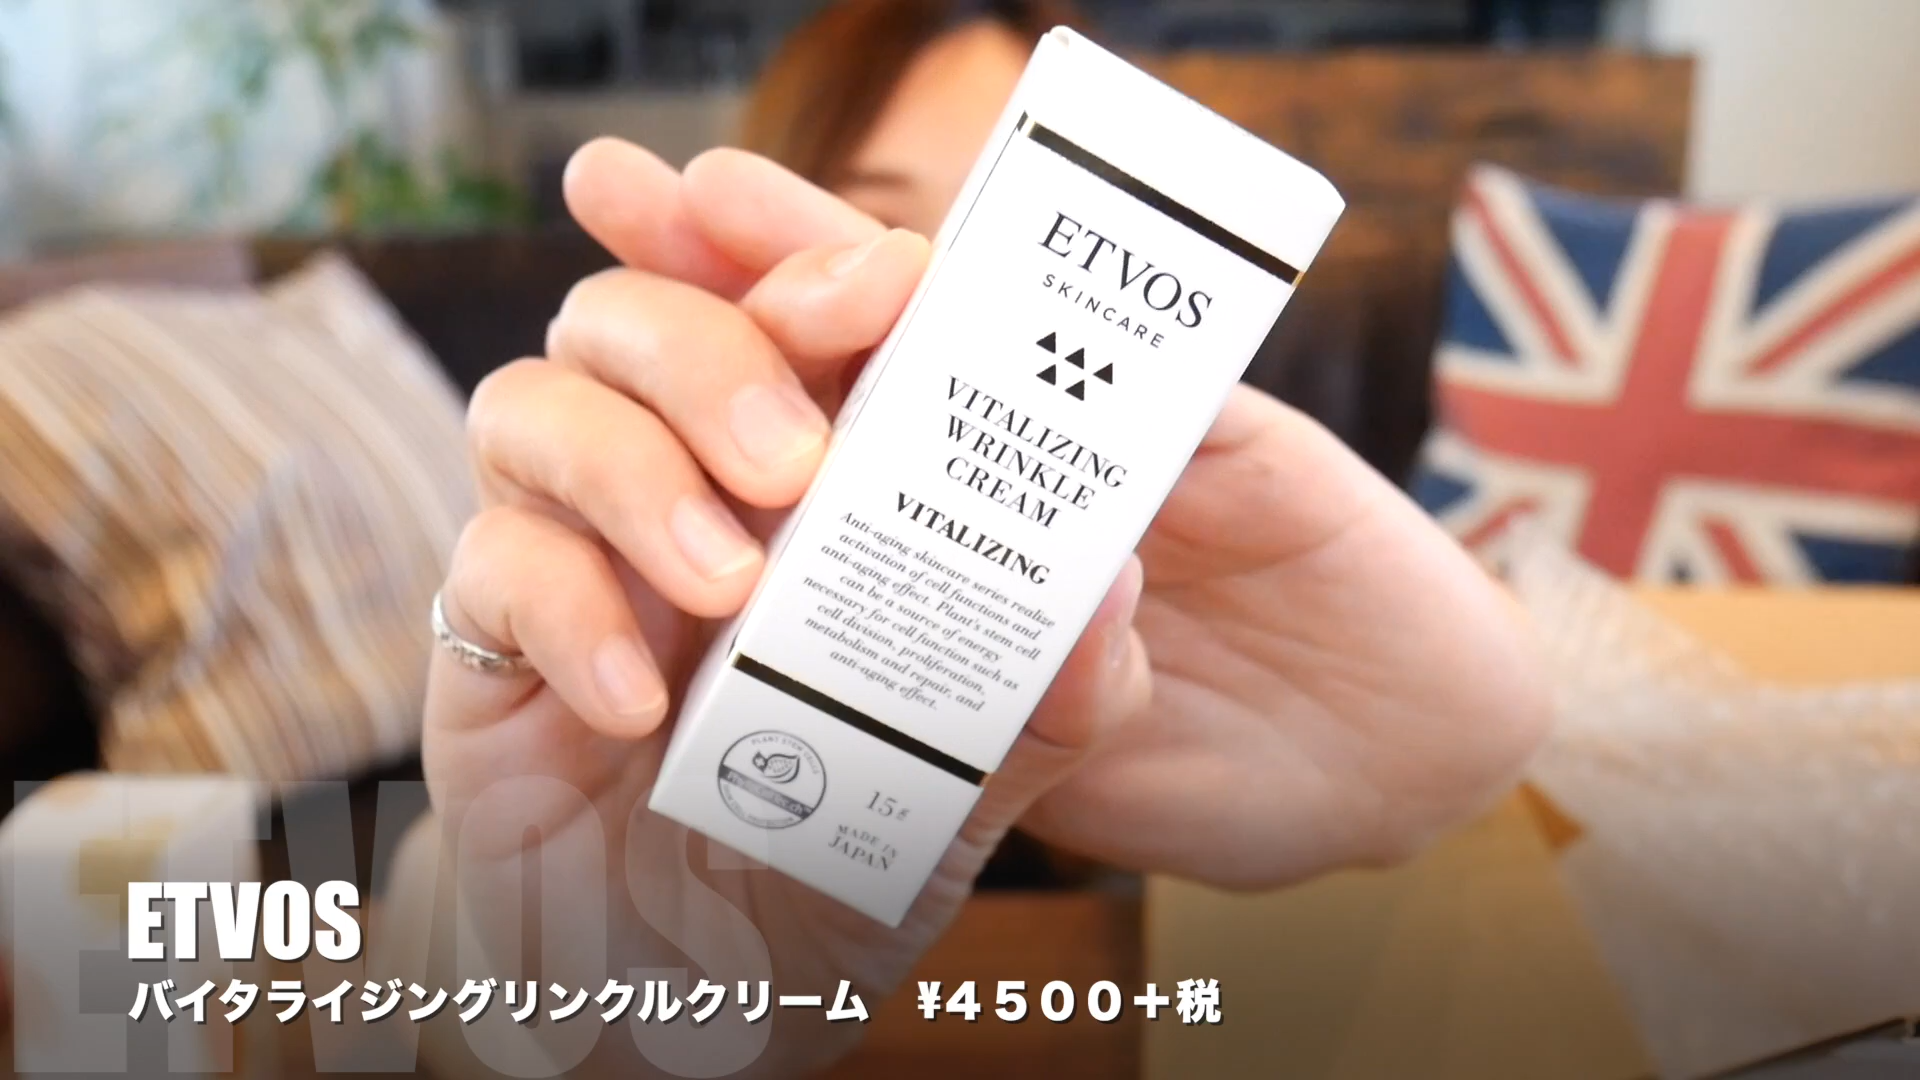 ETVOS
SKINCARE
VITALIZING
WRINKLE
CREAM
VITALIZING
Anti-aging skincare series realize
activation of cell functions and
anti-aging effect. Plant's stem cell
can be a source of energy
necessary for cell function such as
cell division, proliferation,
metabolism and repair, and
anti-aging effect.
PLANT STEM CELLS
15g
MADE IN
JAPAN
ETVOS
ETVOS
バイタライジングリンクルクリーム ¥4500+税